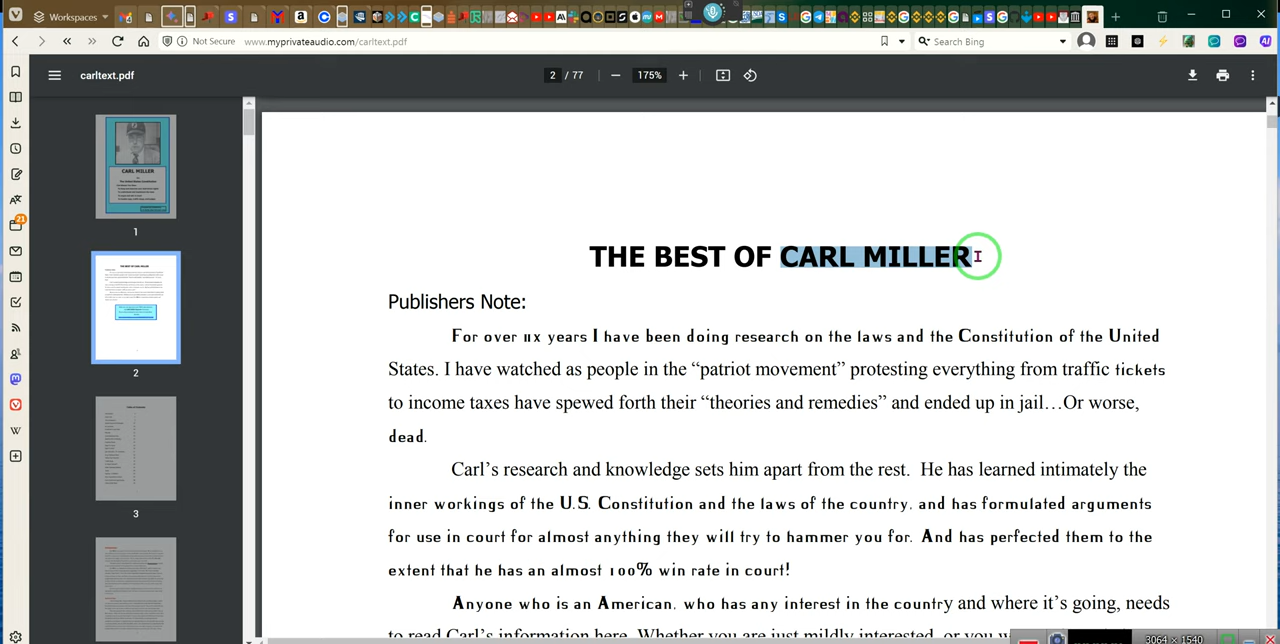 Workspaces
Not Secure
www.myprivateaudio.com/carltext.pdf
Search Bing
carltext.pdf
2 / 77
175%
CARL MILLER
1
2
3
THE BEST OF CARL MILLER
Publishers Note:
For over six years I have been doing research on the laws and the Constitution of the United
States. I have watched as people in the “patriot movement” protesting everything from traffic tickets
to income taxes have spewed forth their “theories and remedies” and ended up in jail…Or worse,
dead.
Carl’s research and knowledge sets him apart from the rest. He has learned intimately the
inner workings of the U.S. Constitution and the laws of the country, and has formulated arguments
for use in court for almost anything they will try to hammer you for. And has perfected them to the
extent that he has an most 100% win rate in court!
Anyone who is an American, who has any interest in the country and where it’s going, needs
to read Carl’s information here. Whether you are just mildly interested, or you
21
3064 × 1540